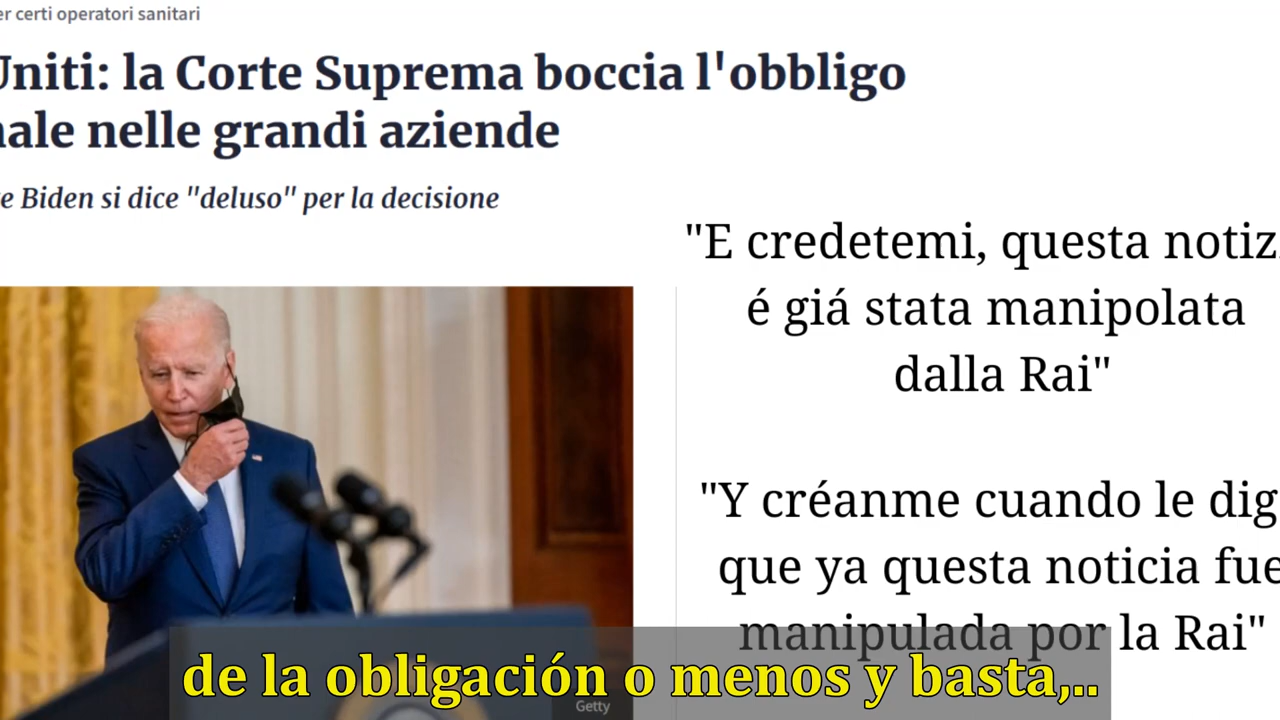 er certi operatori sanitari
Uniti: la Corte Suprema boccia l'obbligo
nale nelle grandi aziende
e Biden si dice "deluso" per la decisione
"E credetemi, questa notizi
é giá stata manipolata
dalla Rai"
"Y créanme cuando le dig
que ya questa noticia fue
manipulada por la Rai"
de la obligación o menos y basta,..
Getty